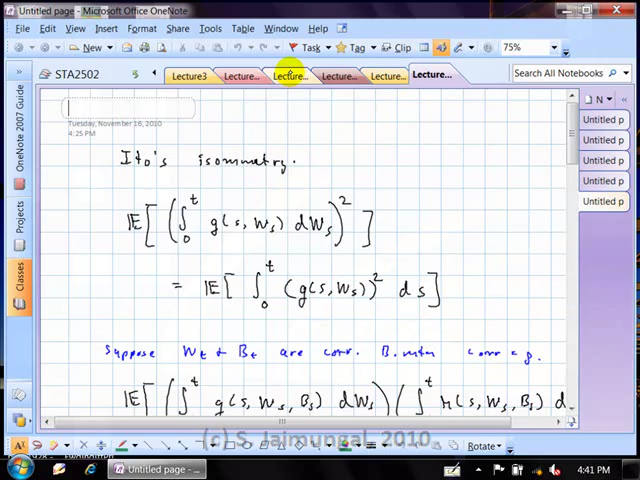 Untitled page - Microsoft Office OneNote
File Edit View Insert Format Share Tools Table Window Help
New Task Tag Clip 75%
STA2502 Lecture3 Lecture... Lecture... Lecture... Lecture... Lecture... Search All Notebooks
OneNote 2007 Guide
Projects
Classes
N
Untitled p
Untitled p
Untitled p
Untitled p
Untitled p
Tuesday, November 16, 2010
4:25 PM
Ito's isometry.
𝔼[ ( ∫₀ᵗ g(s, Ws) dWs )² ]
= 𝔼[ ∫₀ᵗ (g(s, Ws))² ds ]
Suppose Wt + Bt are corr. B. mtn corr
𝔼[ ( ∫₀ᵗ g(s, Ws, Bs) dWs ) ( ∫₀ᵗ h(s, Ws, Bs) d
(c) S. Jaimungal, 2010
Rotate
Start Untitled page - ... 4:41 PM